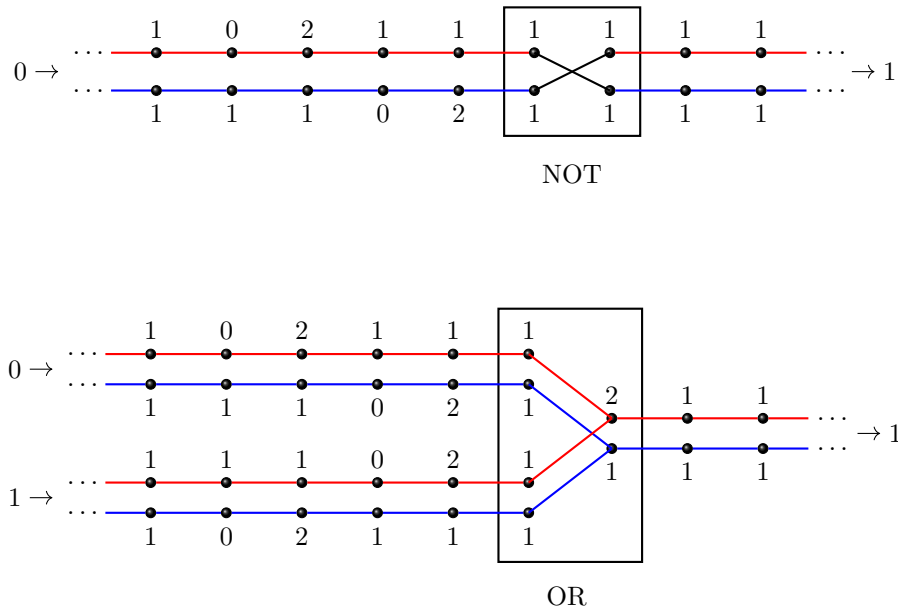 1 0 2 1 1 1 1 1 1
0 → ··· ··· → 1
1 1 1 0 2 1 1 1 1
NOT
1 0 2 1 1 1
0 → ···
1 1 1 0 2 1 2 1 1
··· → 1
1 1 1 0 2 1 1 1 1
1 → ···
1 0 2 1 1 1
OR